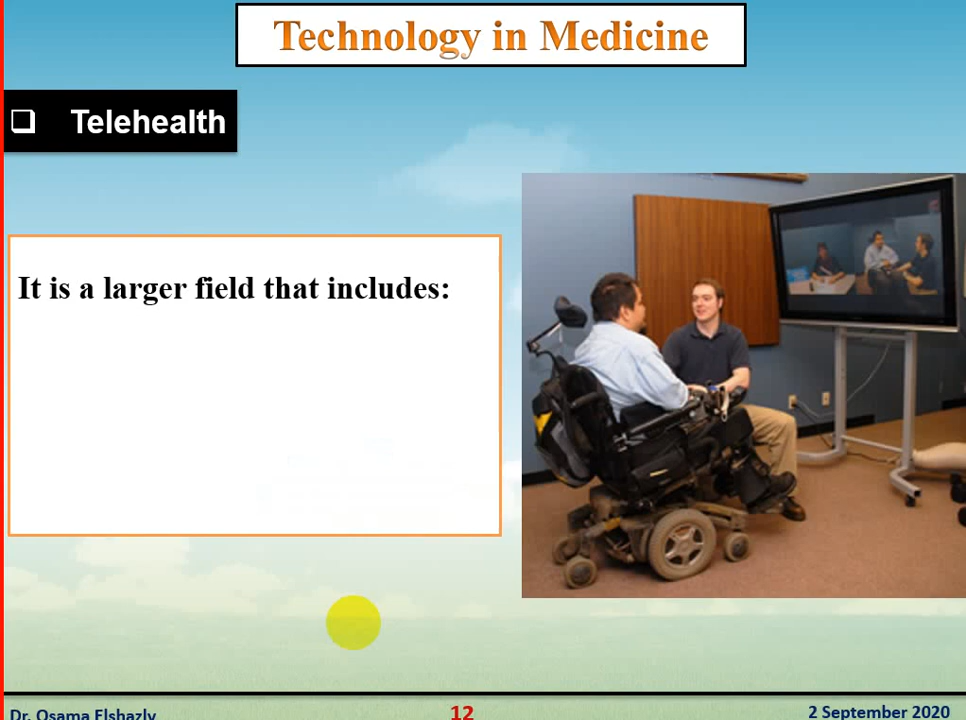 Technology in Medicine
❑ Telehealth
It is a larger field that includes:
Dr. Osama Elshazly
12
2 September 2020